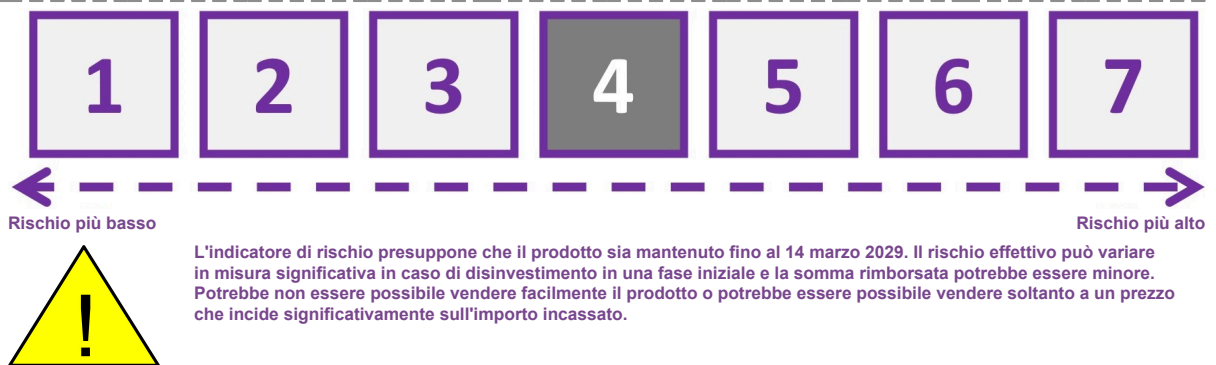 1 2 3 4 5 6 7
Rischio più basso Rischio più alto
!
L'indicatore di rischio presuppone che il prodotto sia mantenuto fino al 14 marzo 2029. Il rischio effettivo può variare
in misura significativa in caso di disinvestimento in una fase iniziale e la somma rimborsata potrebbe essere minore.
Potrebbe non essere possibile vendere facilmente il prodotto o potrebbe essere possibile vendere soltanto a un prezzo
che incide significativamente sull'importo incassato.